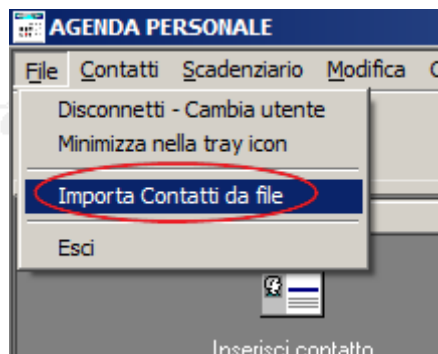 AGENDA PERSONALE
File Contatti Scadenziario Modifica
Disconnetti - Cambia utente
Minimizza nella tray icon
Importa Contatti da file
Esci
Inserisci contatto